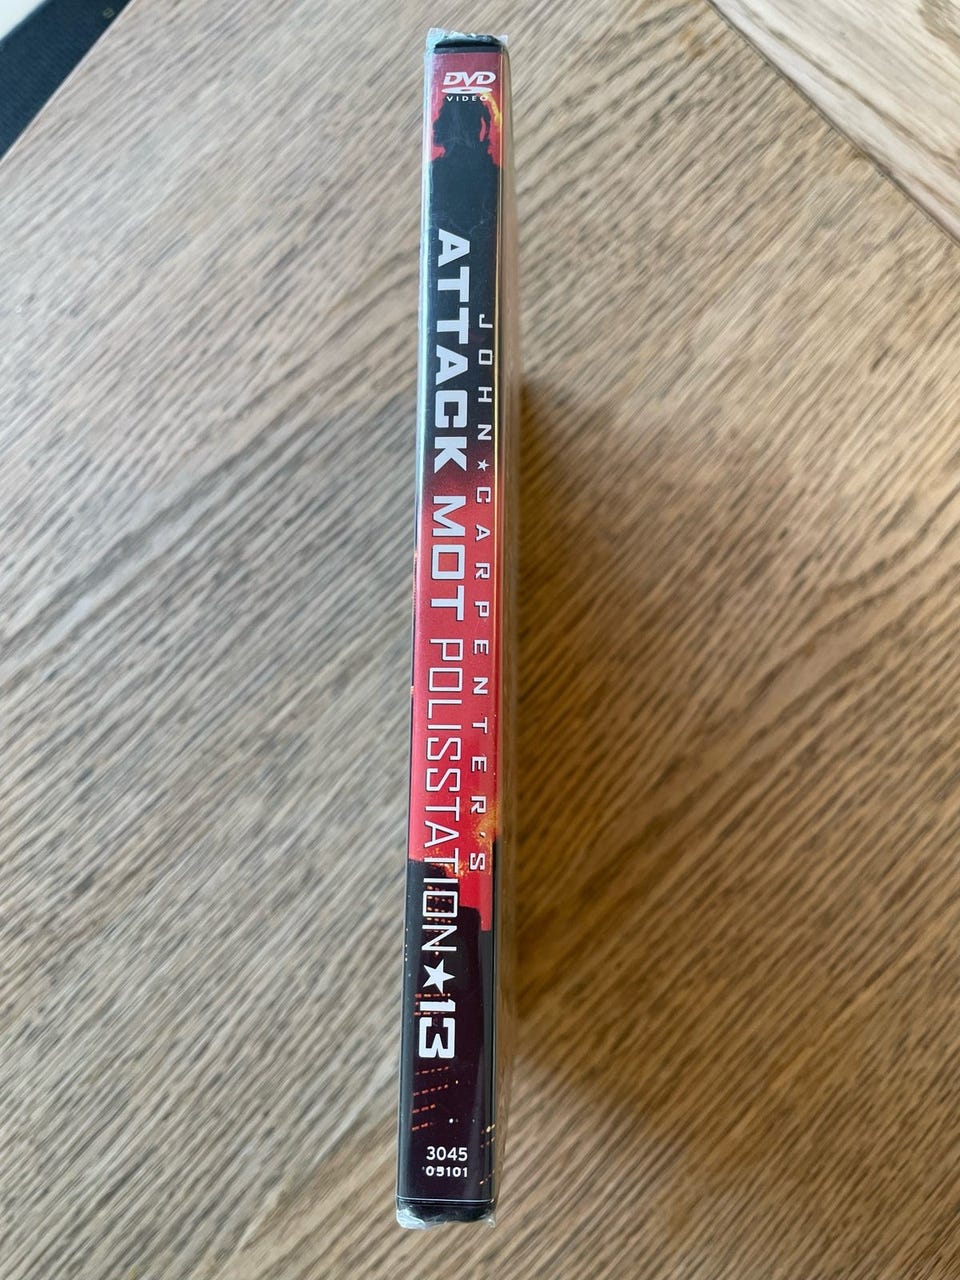 DVD
VIDEO
JOHN★CARPENTER'S
ATTACK MOT POLISSTATION★13
3045
05101